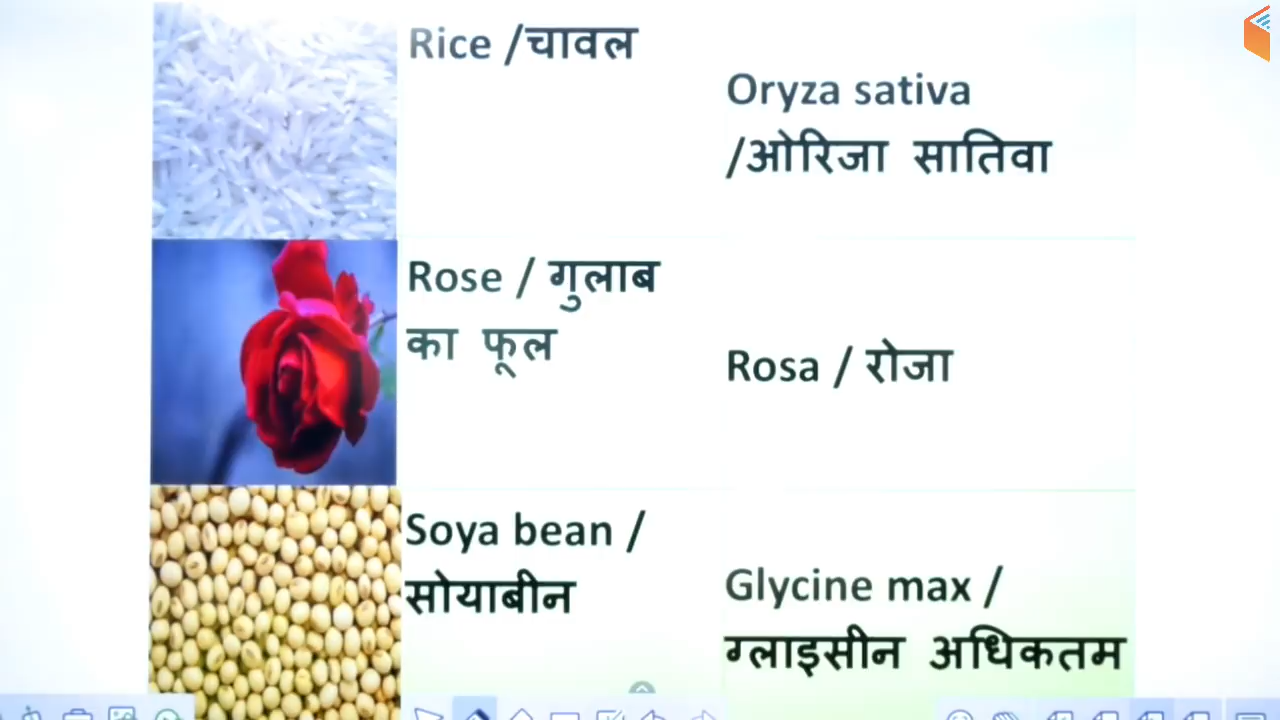 Rice /चावल
Oryza sativa
/ओरिजा सातिवा
Rose / गुलाब
का फूल
Rosa / रोजा
Soya bean /
सोयाबीन
Glycine max /
ग्लाइसीन अधिकतम